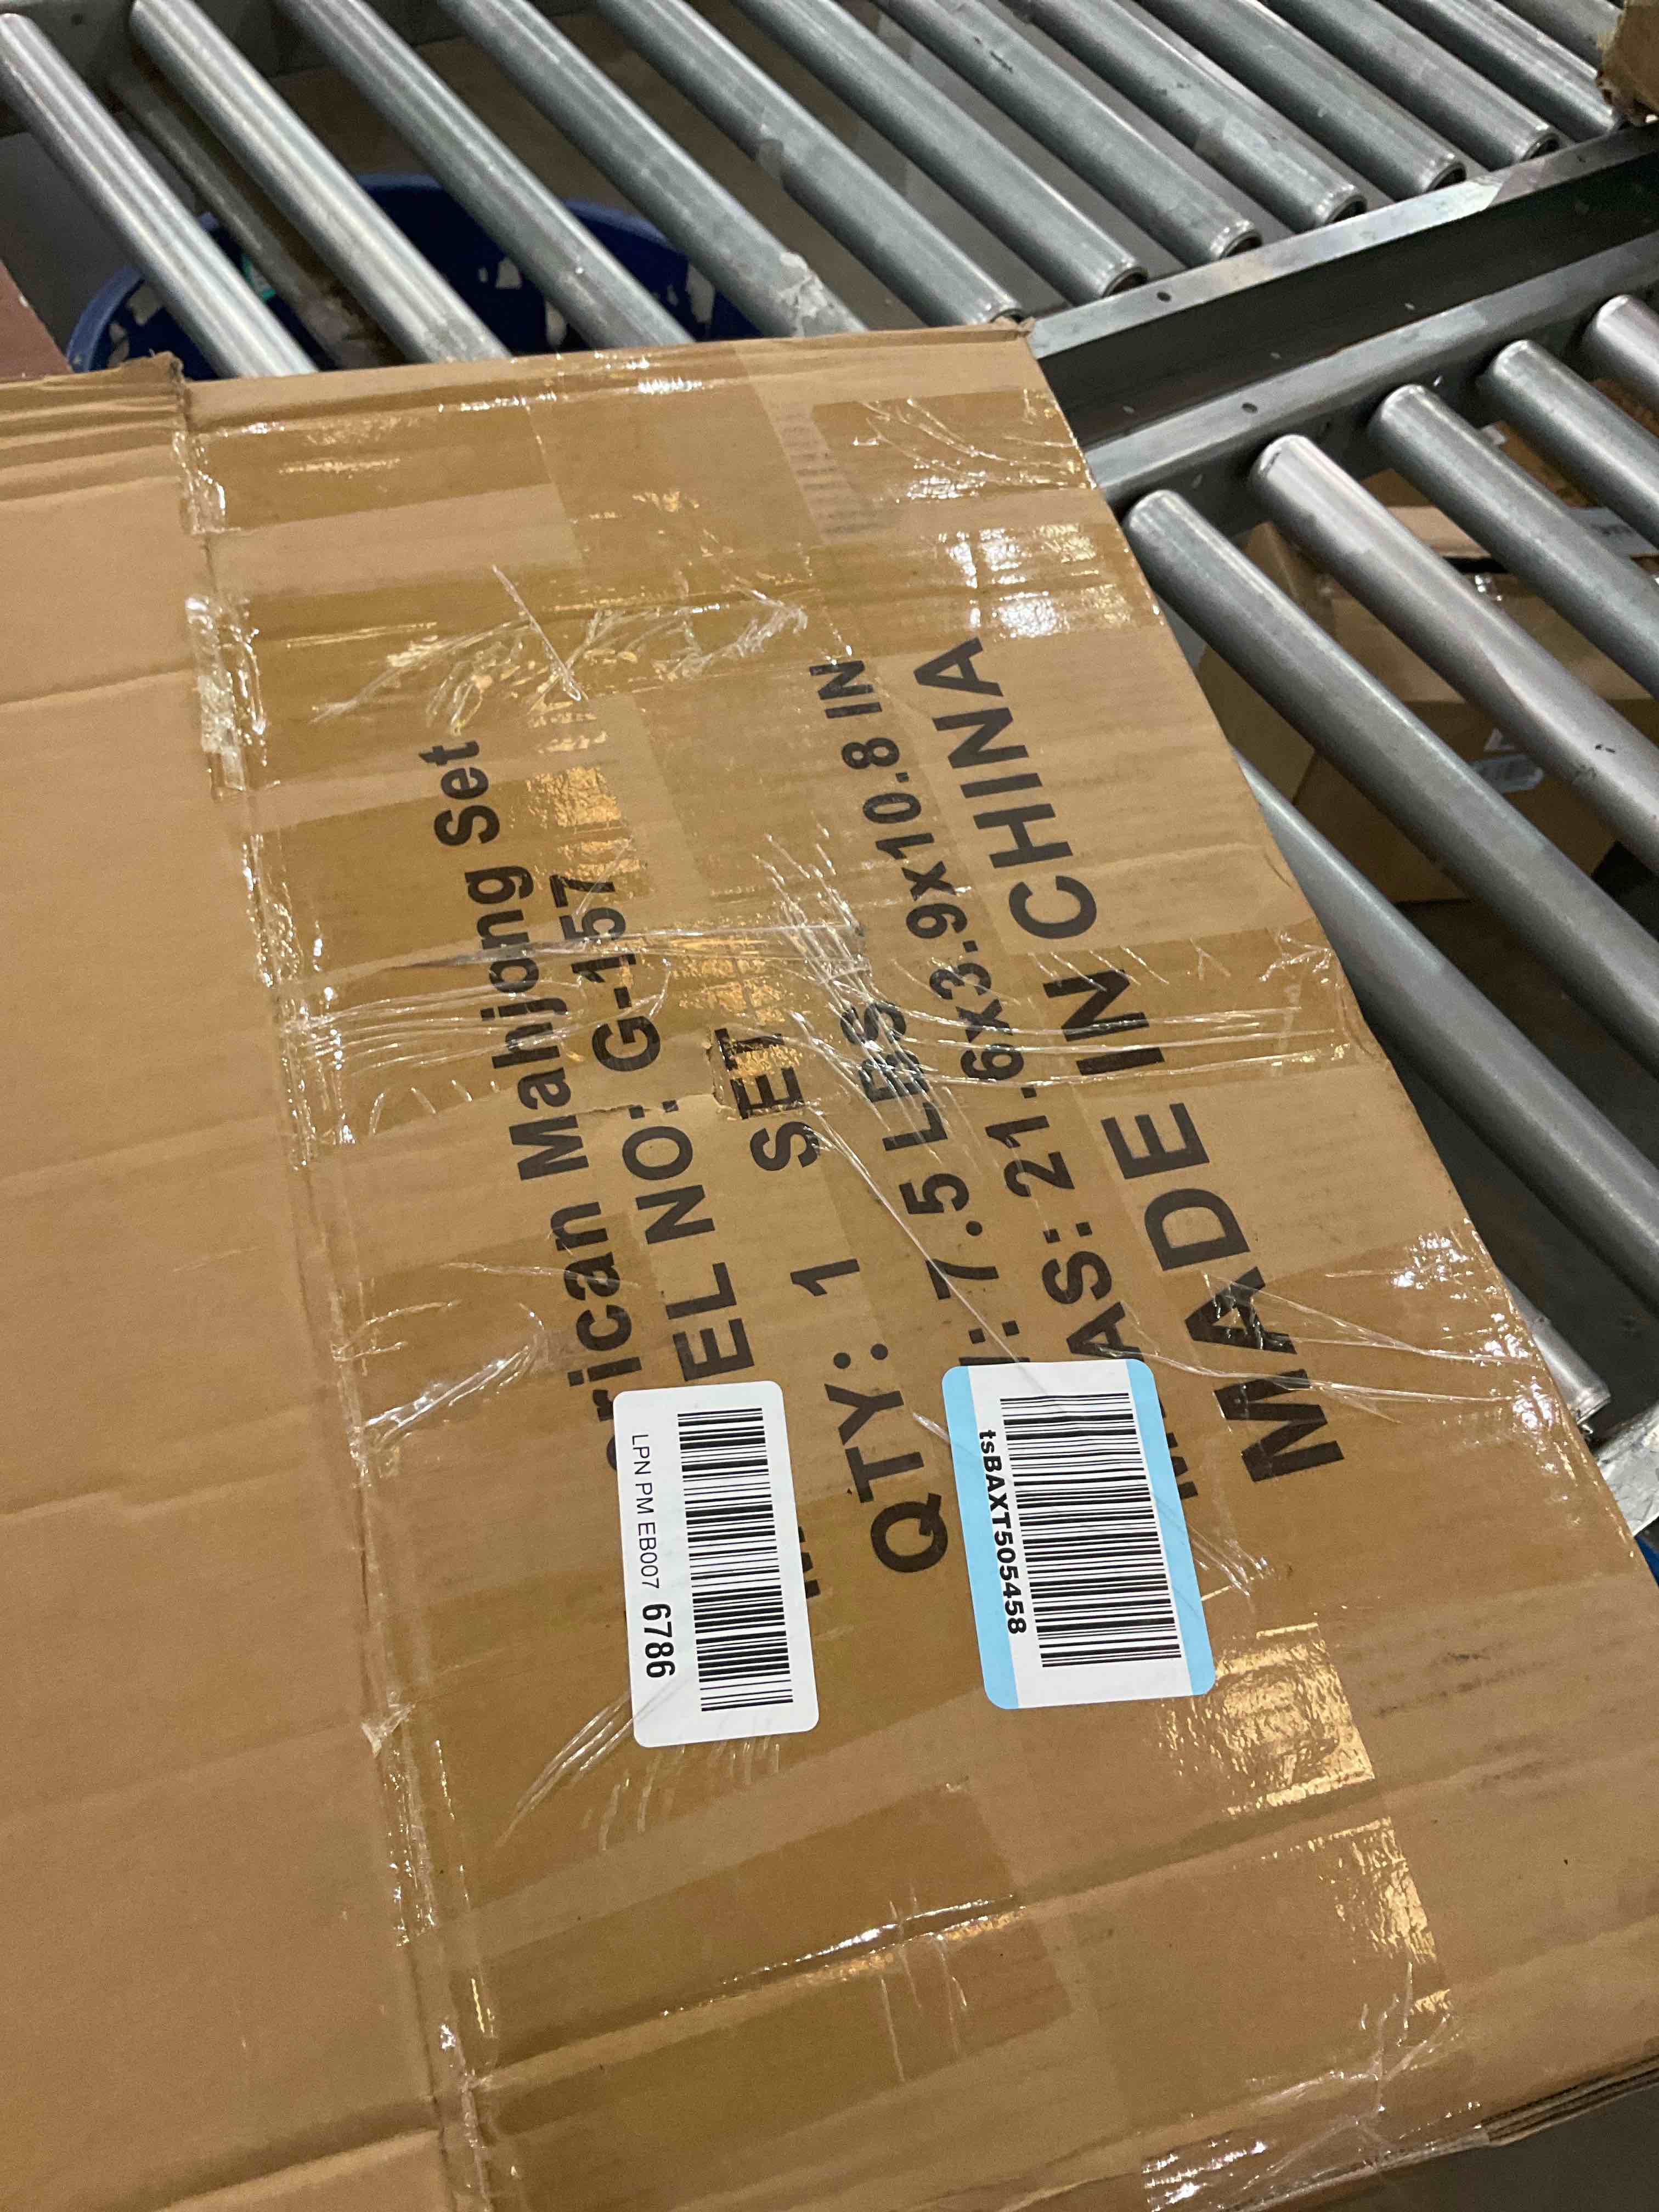 erican Mahjong Set
EL NO: G-157
QTY: 1 SET
: 7.5 LBS
AS: 21.6x3.9x10.8 IN
MADE IN CHINA
LPN PM EB007 6786
tsBAXT505458